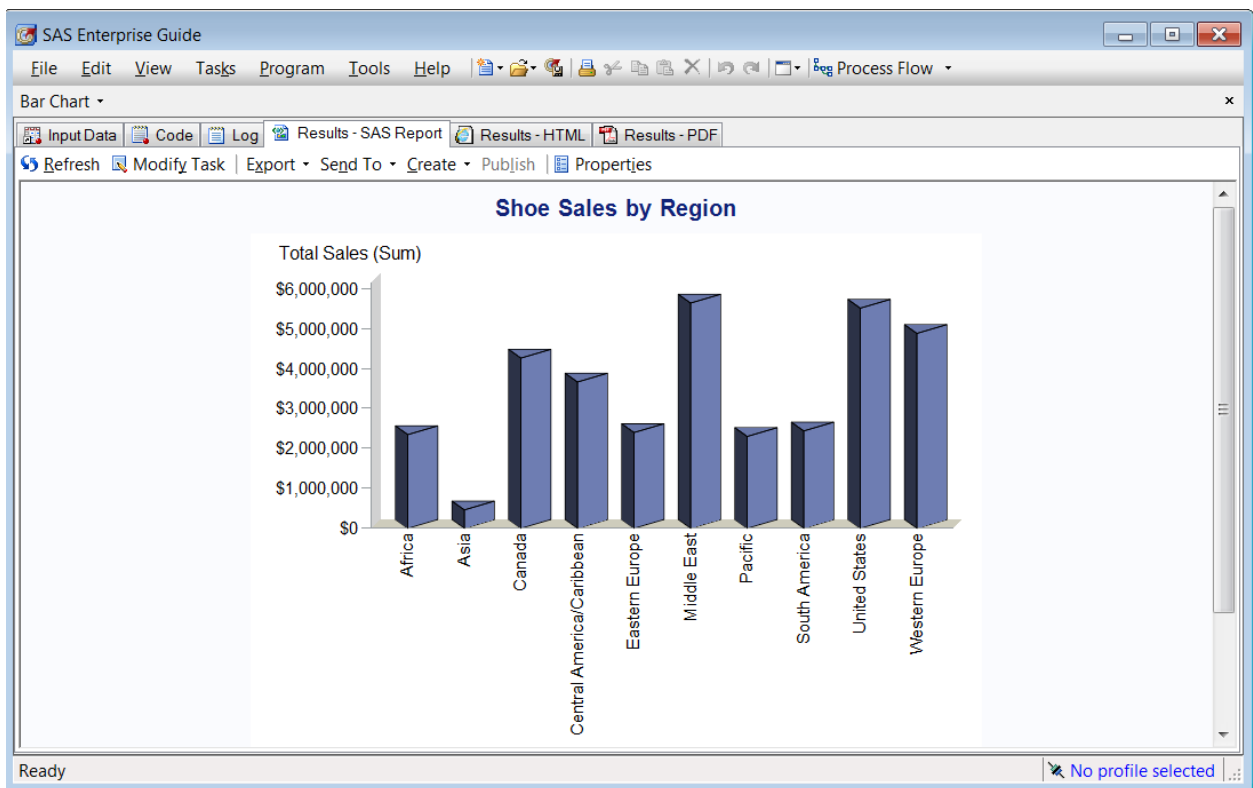 SAS Enterprise Guide
File Edit View Tasks Program Tools Help Process Flow
Bar Chart
Input Data Code Log Results - SAS Report Results - HTML Results - PDF
Refresh Modify Task Export Send To Create Publish Properties
Shoe Sales by Region
Total Sales (Sum)
$6,000,000
$5,000,000
$4,000,000
$3,000,000
$2,000,000
$1,000,000
$0
Africa
Asia
Canada
Central America/Caribbean
Eastern Europe
Middle East
Pacific
South America
United States
Western Europe
Ready No profile selected